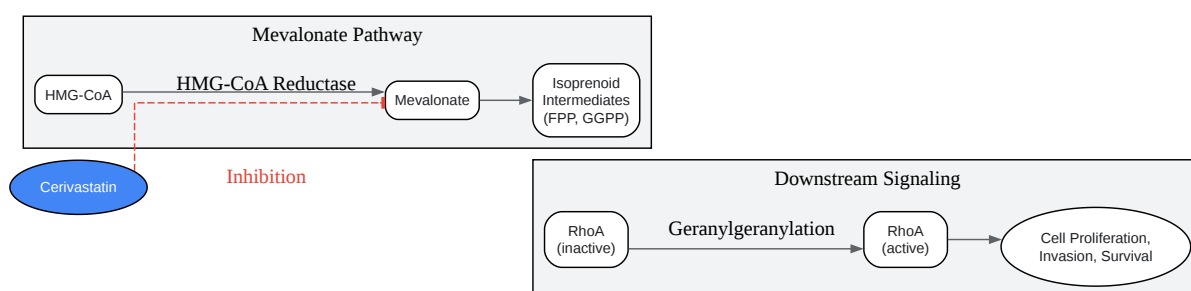 Mevalonate Pathway
HMG-CoA
HMG-CoA Reductase
Mevalonate
Isoprenoid
Intermediates
(FPP, GGPP)
Cerivastatin
Inhibition
Downstream Signaling
RhoA
(inactive)
Geranylgeranylation
RhoA
(active)
Cell Proliferation,
Invasion, Survival